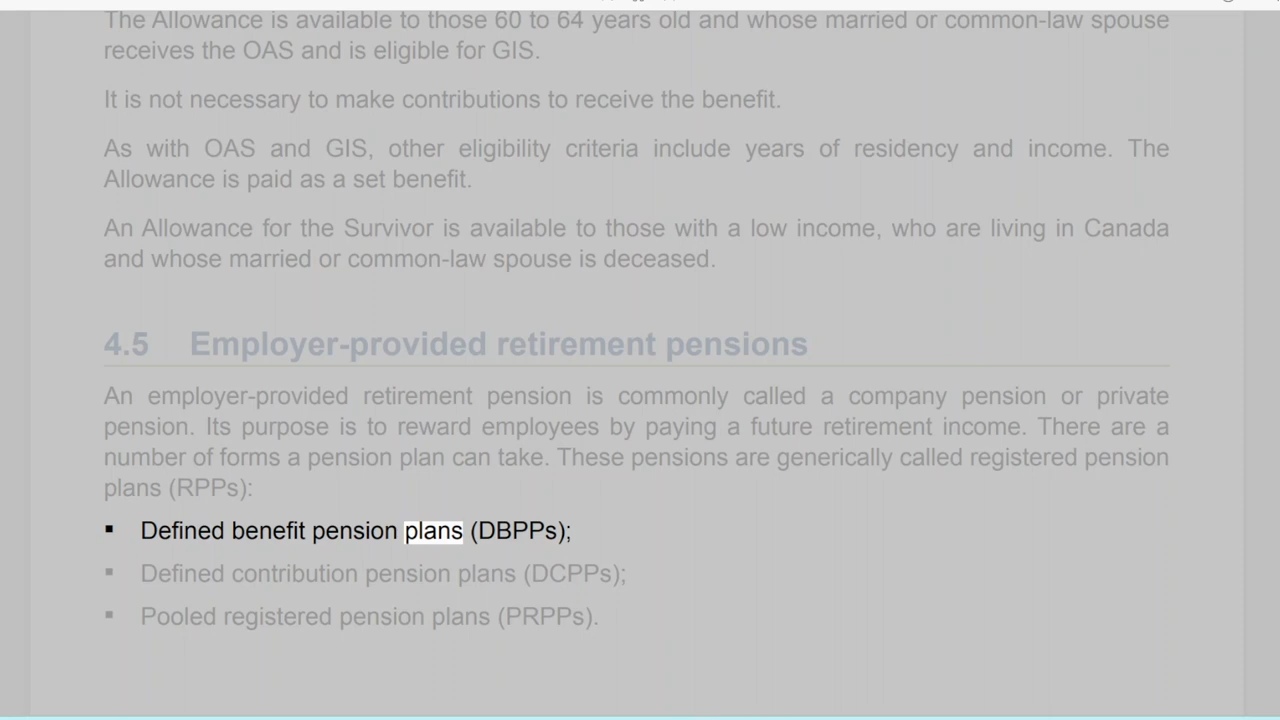 The Allowance is available to those 60 to 64 years old and whose married or common-law spouse
receives the OAS and is eligible for GIS.
It is not necessary to make contributions to receive the benefit.
As with OAS and GIS, other eligibility criteria include years of residency and income. The
Allowance is paid as a set benefit.
An Allowance for the Survivor is available to those with a low income, who are living in Canada
and whose married or common-law spouse is deceased.
4.5 Employer-provided retirement pensions
An employer-provided retirement pension is commonly called a company pension or private
pension. Its purpose is to reward employees by paying a future retirement income. There are a
number of forms a pension plan can take. These pensions are generically called registered pension
plans (RPPs):
▪ Defined benefit pension plans (DBPPs);
▪ Defined contribution pension plans (DCPPs);
▪ Pooled registered pension plans (PRPPs).